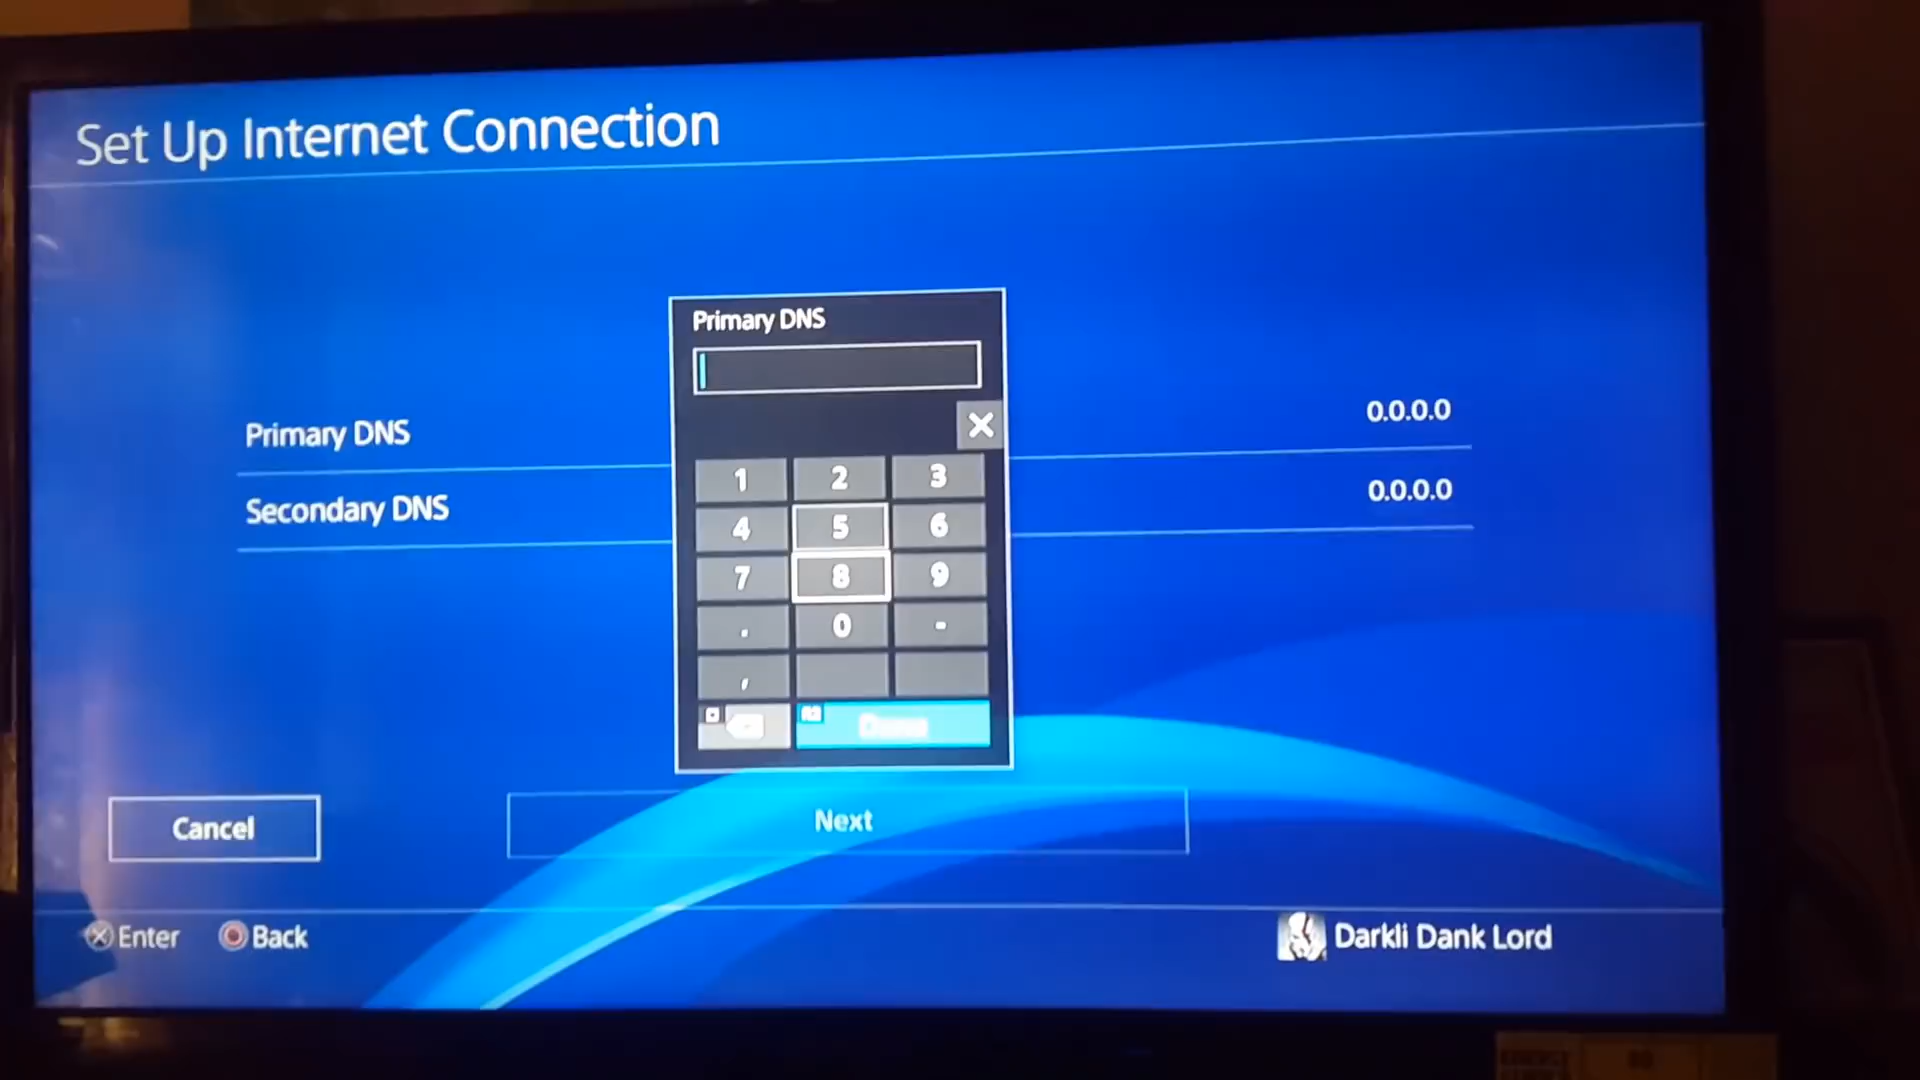 Set Up Internet Connection
Primary DNS
Primary DNS
0.0.0.0
Secondary DNS
0.0.0.0
1 2 3
4 5 6
7 8 9
. 0 -
,
Done
Cancel
Next
Enter Back
Darkli Dank Lord